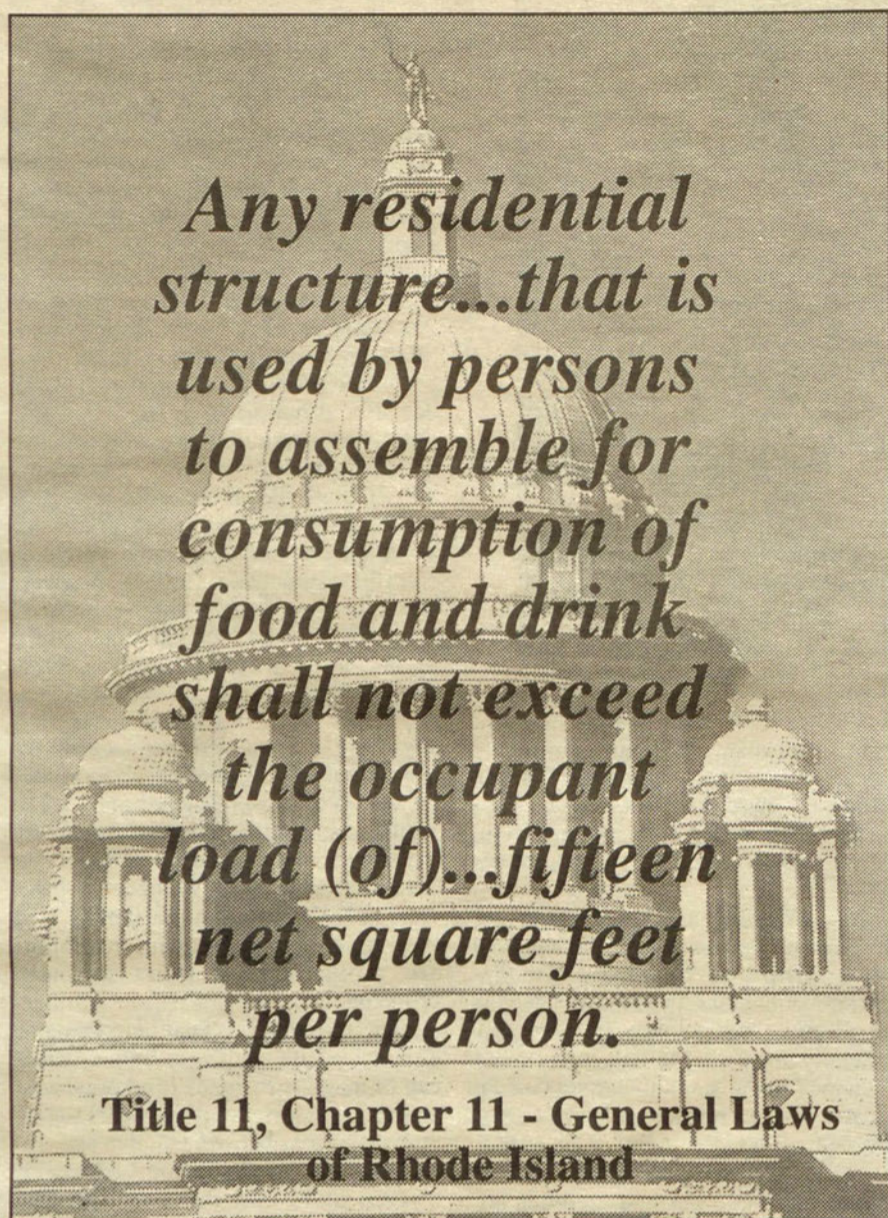 Any residential
structure...that is
used by persons
to assemble for
consumption of
food and drink
shall not exceed
the occupant
load (of)...fifteen
net square feet
per person.
Title 11, Chapter 11 - General Laws
of Rhode Island